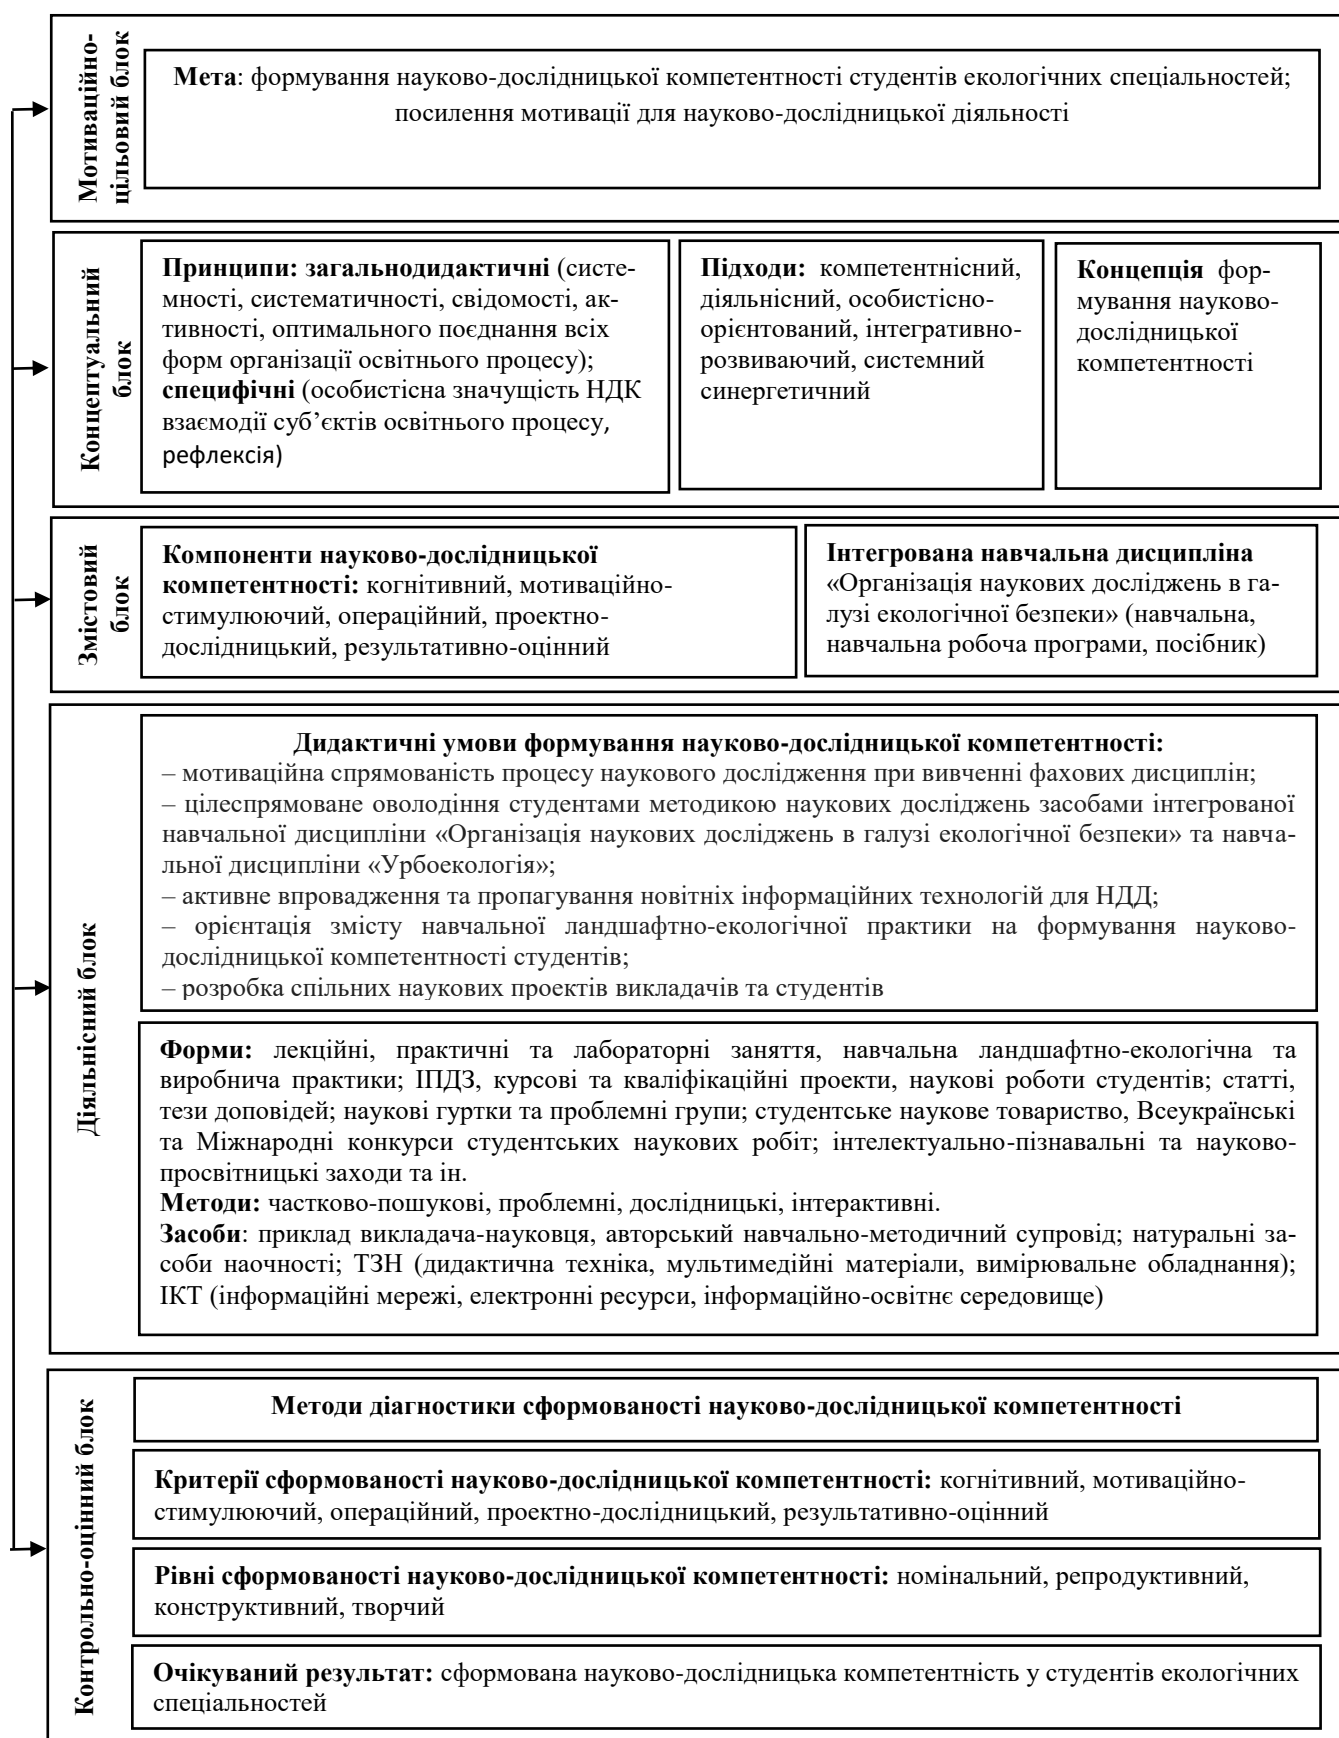 Мотиваційно-
цільовий блок
Мета: формування науково-дослідницької компетентності студентів екологічних спеціальностей;
посилення мотивації для науково-дослідницької діяльності
Концептуальний
блок
Принципи: загальнодидактичні (систе-
мності, систематичності, свідомості, ак-
тивності, оптимального поєднання всіх
форм організації освітнього процесу);
специфічні (особистісна значущість НДК
взаємодії суб’єктів освітнього процесу,
рефлексія)
Підходи: компетентнісний,
діяльнісний, особистісно-
орієнтований, інтегративно-
розвиваючий, системний
синергетичний
Концепція фор-
мування науково-
дослідницької
компетентності
Змістовий
блок
Компоненти науково-дослідницької
компетентності: когнітивний, мотиваційно-
стимулюючий, операційний, проектно-
дослідницький, результативно-оцінний
Інтегрована навчальна дисципліна
«Організація наукових досліджень в га-
лузі екологічної безпеки» (навчальна,
навчальна робоча програми, посібник)
Діяльнісний блок
Дидактичні умови формування науково-дослідницької компетентності:
– мотиваційна спрямованість процесу наукового дослідження при вивченні фахових дисциплін;
– цілеспрямоване оволодіння студентами методикою наукових досліджень засобами інтегрованої
навчальної дисципліни «Організація наукових досліджень в галузі екологічної безпеки» та навча-
льної дисципліни «Урбоекологія»;
– активне впровадження та пропагування новітніх інформаційних технологій для НДД;
– орієнтація змісту навчальної ландшафтно-екологічної практики на формування науково-
дослідницької компетентності студентів;
– розробка спільних наукових проектів викладачів та студентів
Форми: лекційні, практичні та лабораторні заняття, навчальна ландшафтно-екологічна та
виробнича практики; ІПДЗ, курсові та кваліфікаційні проекти, наукові роботи студентів; статті,
тези доповідей; наукові гуртки та проблемні групи; студентське наукове товариство, Всеукраїнські
та Міжнародні конкурси студентських наукових робіт; інтелектуально-пізнавальні та науково-
просвітницькі заходи та ін.
Методи: частково-пошукові, проблемні, дослідницькі, інтерактивні.
Засоби: приклад викладача-науковця, авторський навчально-методичний супровід; натуральні за-
соби наочності; ТЗН (дидактична техніка, мультимедійні матеріали, вимірювальне обладнання);
ІКТ (інформаційні мережі, електронні ресурси, інформаційно-освітнє середовище)
Контрольно-оцінний блок
Методи діагностики сформованості науково-дослідницької компетентності
Критерії сформованості науково-дослідницької компетентності: когнітивний, мотиваційно-
стимулюючий, операційний, проектно-дослідницький, результативно-оцінний
Рівні сформованості науково-дослідницької компетентності: номінальний, репродуктивний,
конструктивний, творчий
Очікуваний результат: сформована науково-дослідницька компетентність у студентів екологічних
спеціальностей